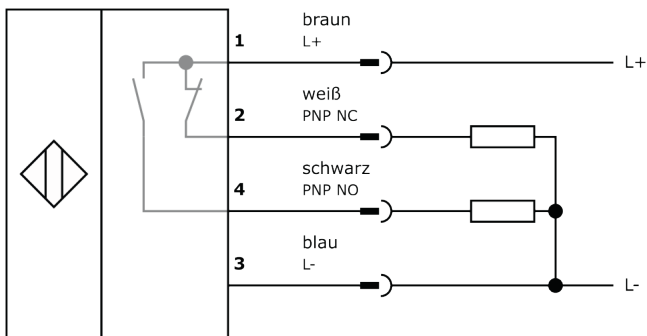 braun
1
L+
L+
weiß
2
PNP NC
schwarz
4
PNP NO
blau
3
L-
L-